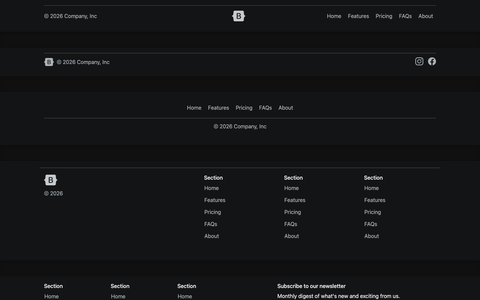 © 2026 Company, Inc
B
Home Features Pricing FAQs About
B © 2026 Company, Inc
Home Features Pricing FAQs About
© 2026 Company, Inc
B
© 2026
Section
Home
Features
Pricing
FAQs
About
Section
Home
Features
Pricing
FAQs
About
Section
Home
Features
Pricing
FAQs
About
Section
Home
Section
Home
Section
Home
Subscribe to our newsletter
Monthly digest of what's new and exciting from us.